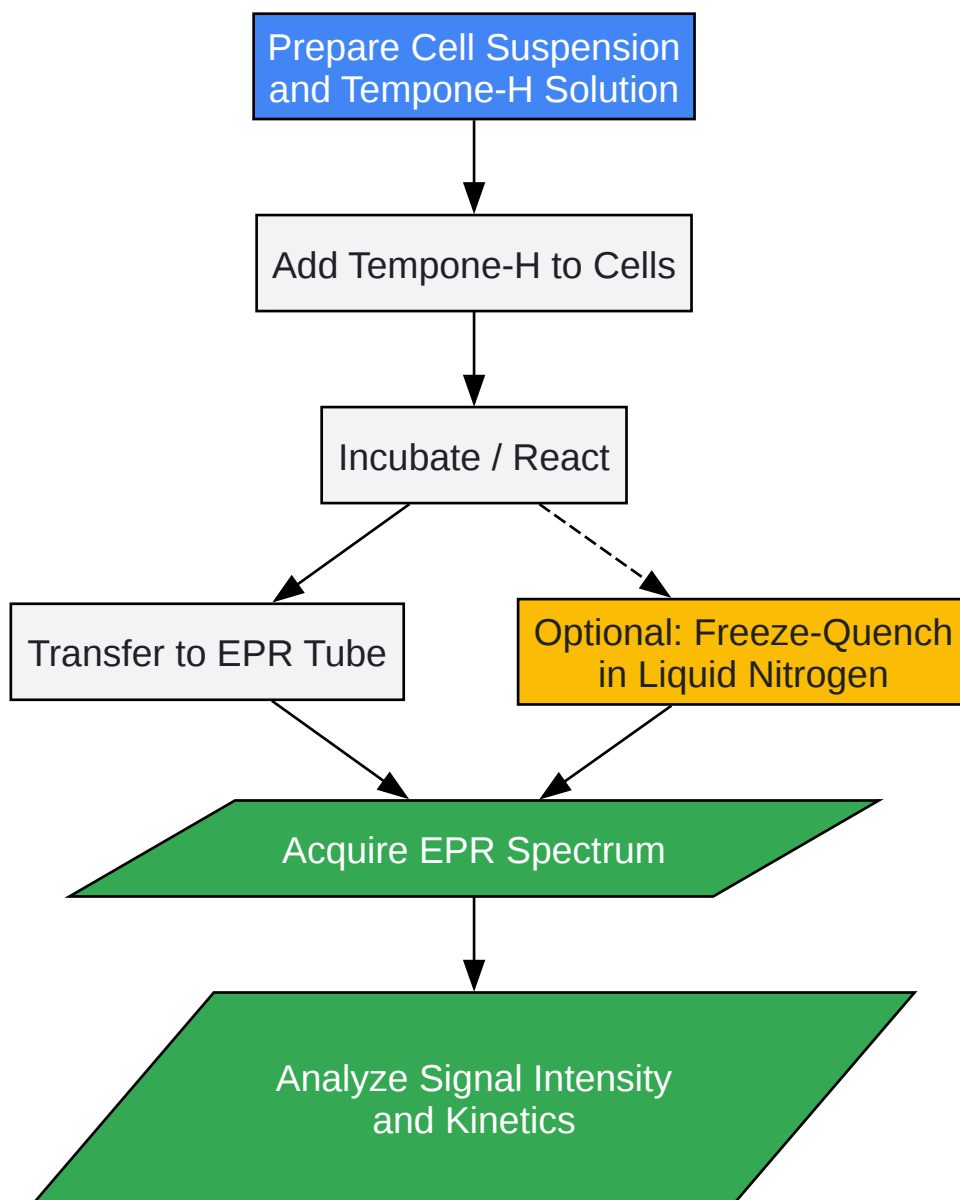 Prepare Cell Suspension
and Tempone-H Solution
Add Tempone-H to Cells
Incubate / React
Transfer to EPR Tube
Optional: Freeze-Quench
in Liquid Nitrogen
Acquire EPR Spectrum
Analyze Signal Intensity
and Kinetics